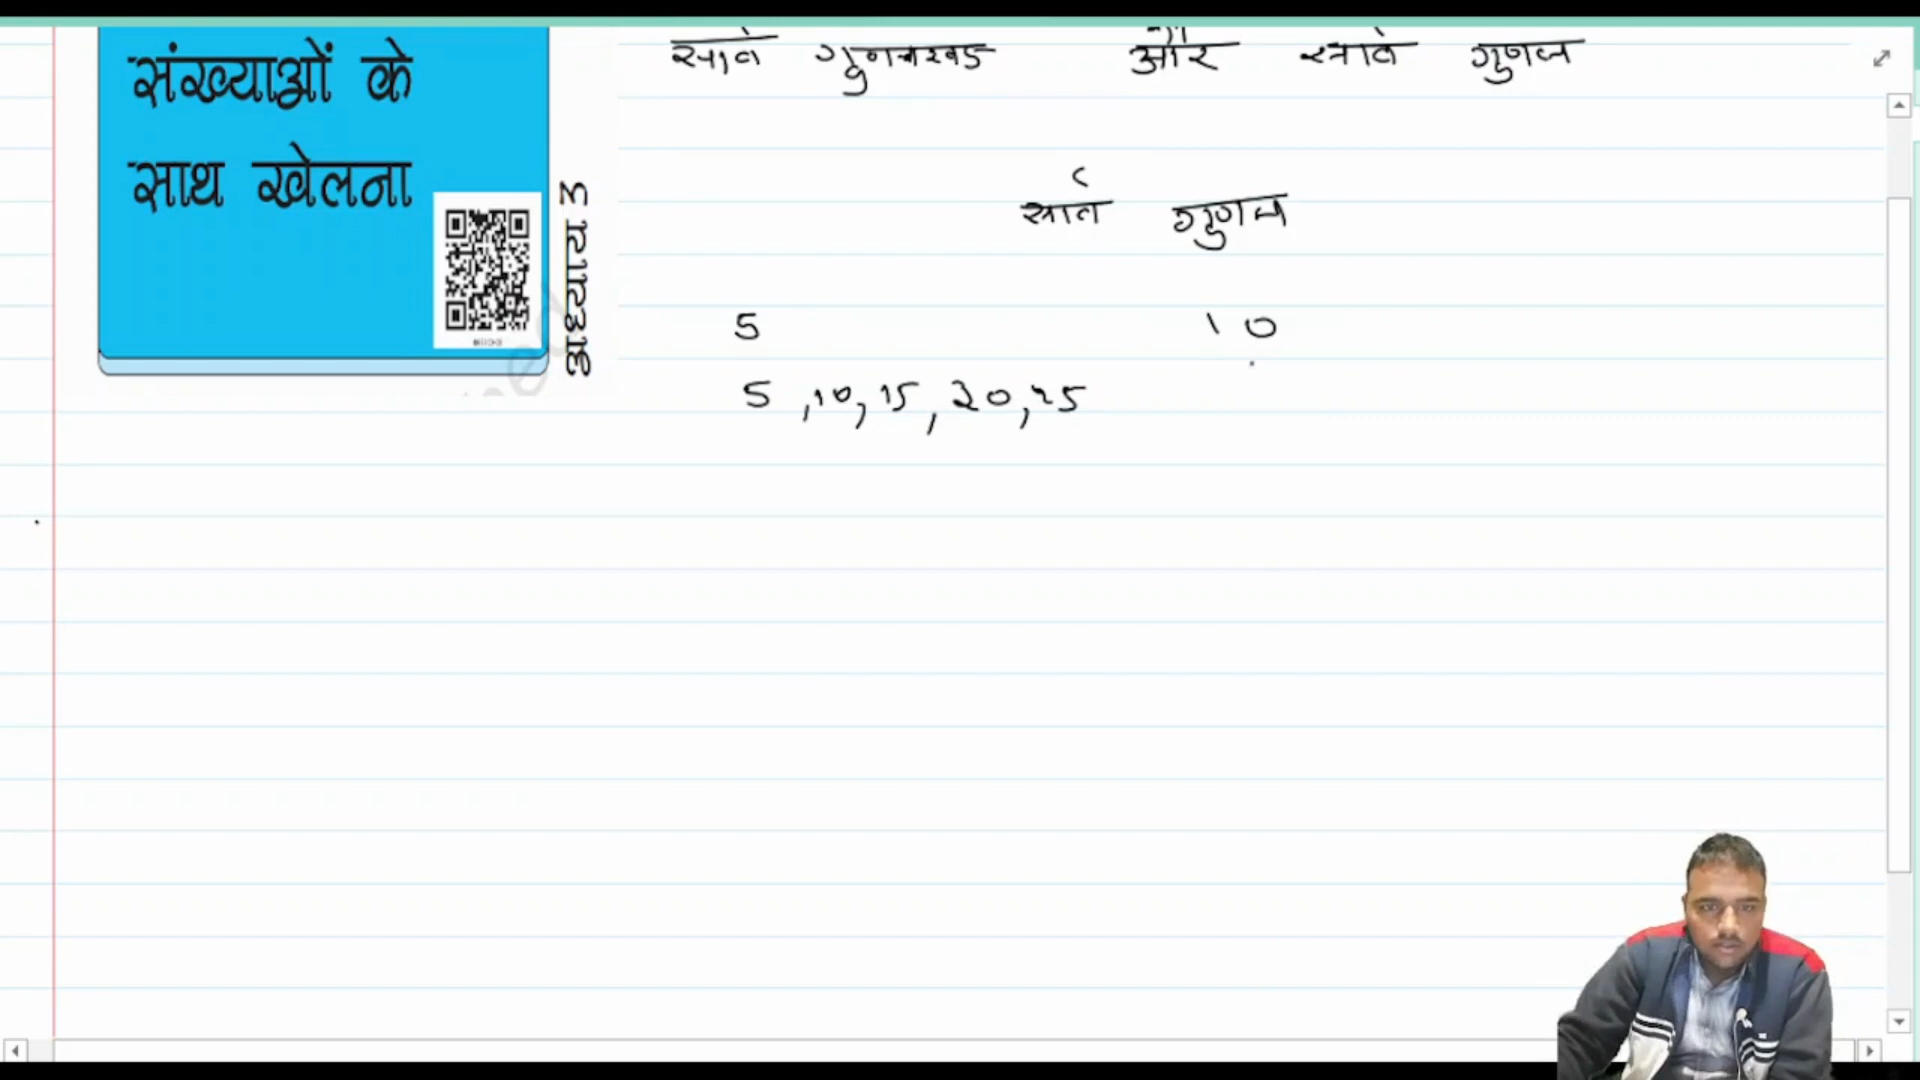 सार्व गुणनखंड और सार्व गुणज
संख्याओं के
साथ खेलना
अध्याय 3
सार्व गुणज
5 10
5 ,10, 15, 20, 25